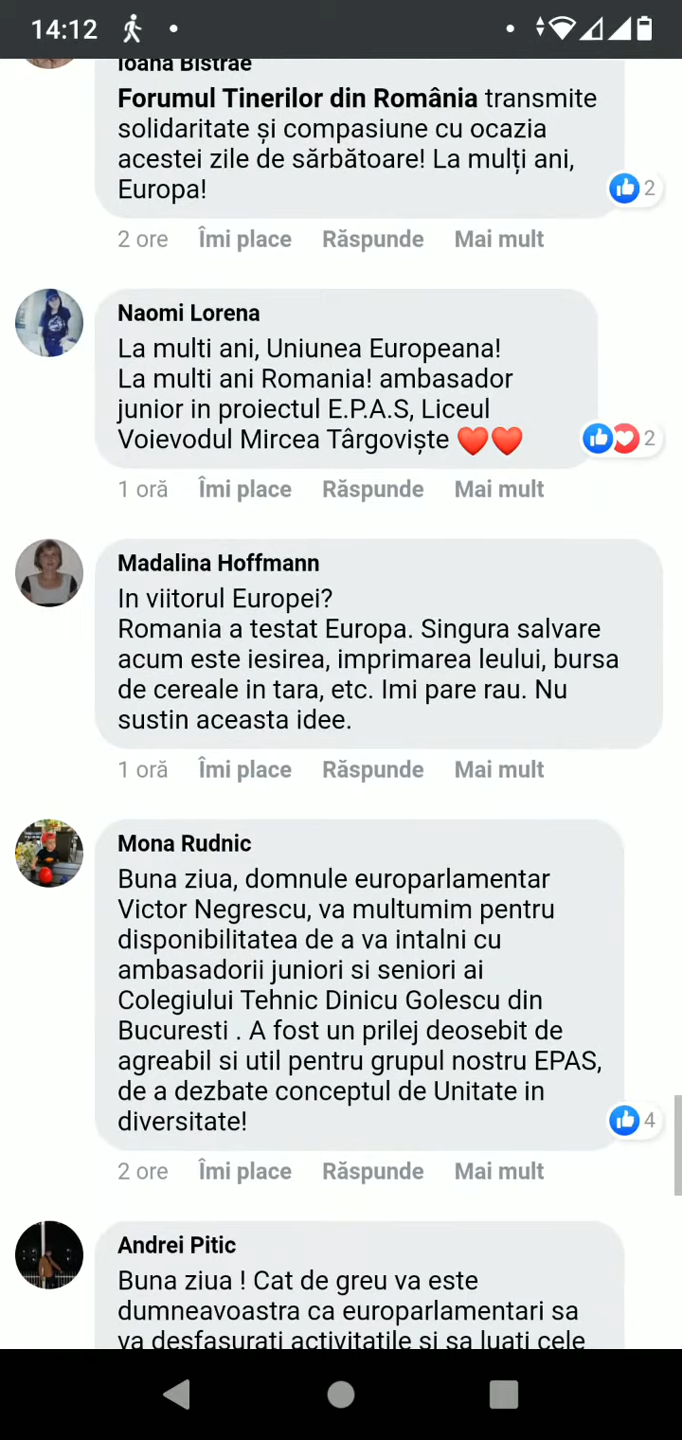 14:12
Ioana Bistrae
Forumul Tinerilor din România transmite
solidaritate și compasiune cu ocazia
acestei zile de sărbătoare! La mulți ani,
Europa!
2
2 ore Îmi place Răspunde Mai mult
Naomi Lorena
La multi ani, Uniunea Europeana!
La multi ani Romania! ambasador
junior in proiectul E.P.A.S, Liceul
Voievodul Mircea Târgoviște ❤️❤️
2
1 oră Îmi place Răspunde Mai mult
Madalina Hoffmann
In viitorul Europei?
Romania a testat Europa. Singura salvare
acum este iesirea, imprimarea leului, bursa
de cereale in tara, etc. Imi pare rau. Nu
sustin aceasta idee.
1 oră Îmi place Răspunde Mai mult
Mona Rudnic
Buna ziua, domnule europarlamentar
Victor Negrescu, va multumim pentru
disponibilitatea de a va intalni cu
ambasadorii juniori si seniori ai
Colegiului Tehnic Dinicu Golescu din
Bucuresti . A fost un prilej deosebit de
agreabil si util pentru grupul nostru EPAS,
de a dezbate conceptul de Unitate in
diversitate!
4
2 ore Îmi place Răspunde Mai mult
Andrei Pitic
Buna ziua ! Cat de greu va este
dumneavoastra ca europarlamentari sa
va desfasurati activitatile si sa luati cele